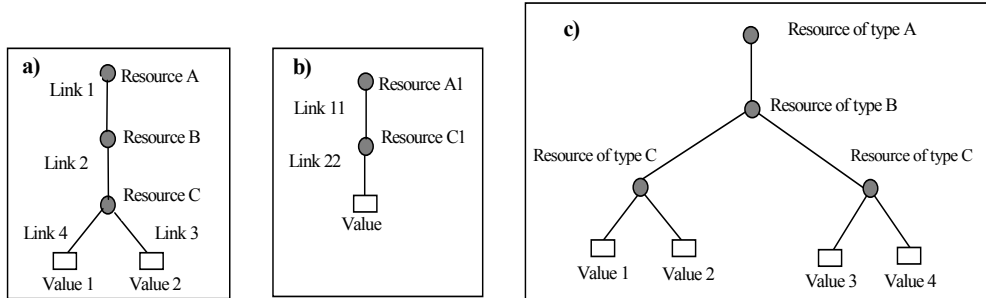 a)
Resource A
Link 1
Resource B
Link 2
Resource C
Link 4
Link 3
Value 1
Value 2
b)
Resource A1
Link 11
Resource C1
Link 22
Value
c)
Resource of type A
Resource of type B
Resource of type C
Resource of type C
Value 1
Value 2
Value 3
Value 4